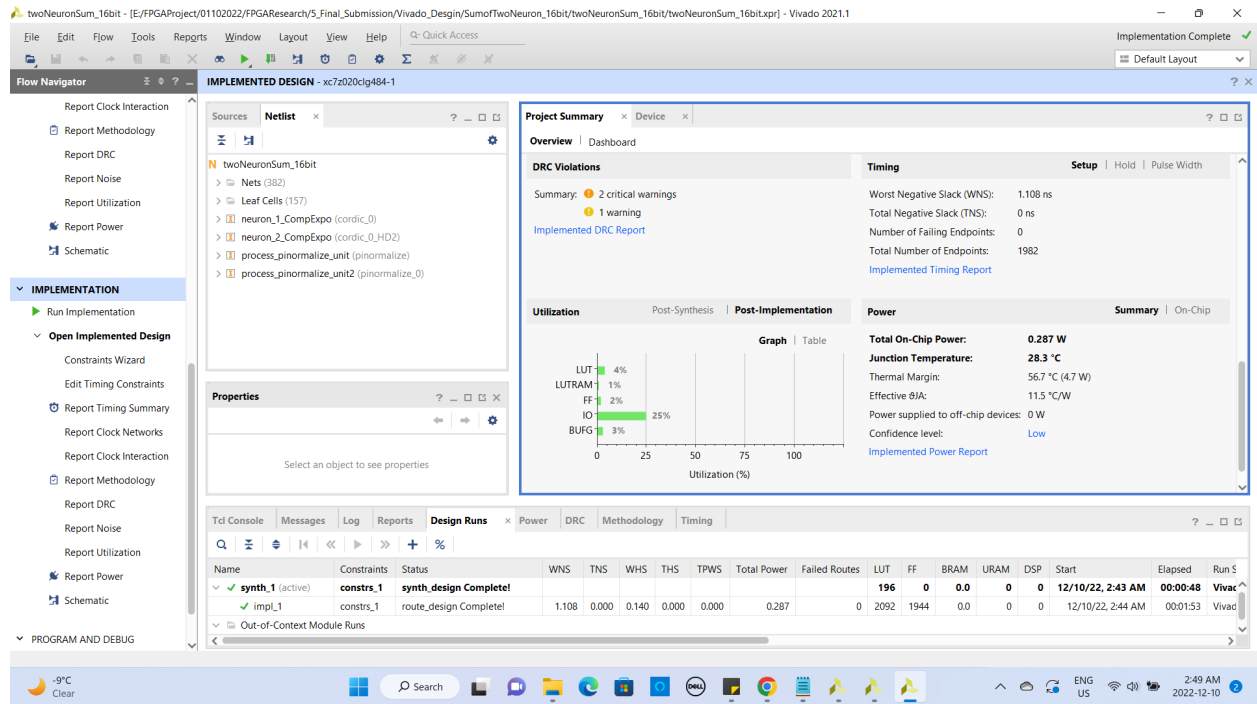 twoNeuronSum_16bit - [E:/FPGAProject/01102022/FPGAResearch/5_Final_Submission/Vivado_Desgin/SumofTwoNeuron_16bit/twoNeuronSum_16bit/twoNeuronSum_16bit.xpr] - Vivado 2021.1
File Edit Flow Tools Reports Window Layout View Help Q- Quick Access Implementation Complete
Default Layout
Flow Navigator
IMPLEMENTED DESIGN - xc7z020clg484-1
Report Clock Interaction
Report Methodology
Report DRC
Report Noise
Report Utilization
Report Power
Schematic
IMPLEMENTATION
Run Implementation
Open Implemented Design
Constraints Wizard
Edit Timing Constraints
Report Timing Summary
Report Clock Networks
Report Clock Interaction
Report Methodology
Report DRC
Report Noise
Report Utilization
Report Power
Schematic
PROGRAM AND DEBUG
Sources Netlist
N twoNeuronSum_16bit
Nets (382)
Leaf Cells (157)
neuron_1_CompExpo (cordic_0)
neuron_2_CompExpo (cordic_0_HD2)
process_pinormalize_unit (pinormalize)
process_pinormalize_unit2 (pinormalize_0)
Properties
Select an object to see properties
Project Summary Device
Overview Dashboard
DRC Violations
Summary: 2 critical warnings
1 warning
Implemented DRC Report
Timing Setup Hold Pulse Width
Worst Negative Slack (WNS): 1.108 ns
Total Negative Slack (TNS): 0 ns
Number of Failing Endpoints: 0
Total Number of Endpoints: 1982
Implemented Timing Report
Utilization Post-Synthesis Post-Implementation
Graph Table
LUT 4%
LUTRAM 1%
FF 2%
IO 25%
BUFG 3%
0 25 50 75 100
Utilization (%)
Power Summary On-Chip
Total On-Chip Power: 0.287 W
Junction Temperature: 28.3 °C
Thermal Margin: 56.7 °C (4.7 W)
Effective ϑJA: 11.5 °C/W
Power supplied to off-chip devices: 0 W
Confidence level: Low
Implemented Power Report
Tcl Console Messages Log Reports Design Runs Power DRC Methodology Timing
Name Constraints Status WNS TNS WHS THS TPWS Total Power Failed Routes LUT FF BRAM URAM DSP Start Elapsed Run S
synth_1 (active) constrs_1 synth_design Complete! 196 0 0.0 0 0 12/10/22, 2:43 AM 00:00:48 Vivad
impl_1 constrs_1 route_design Complete! 1.108 0.000 0.140 0.000 0.000 0.287 0 2092 1944 0.0 0 0 12/10/22, 2:44 AM 00:01:53 Vivad
Out-of-Context Module Runs
-9°C
Clear
Search
DELL
ENG
US
2:49 AM
2022-12-10
2